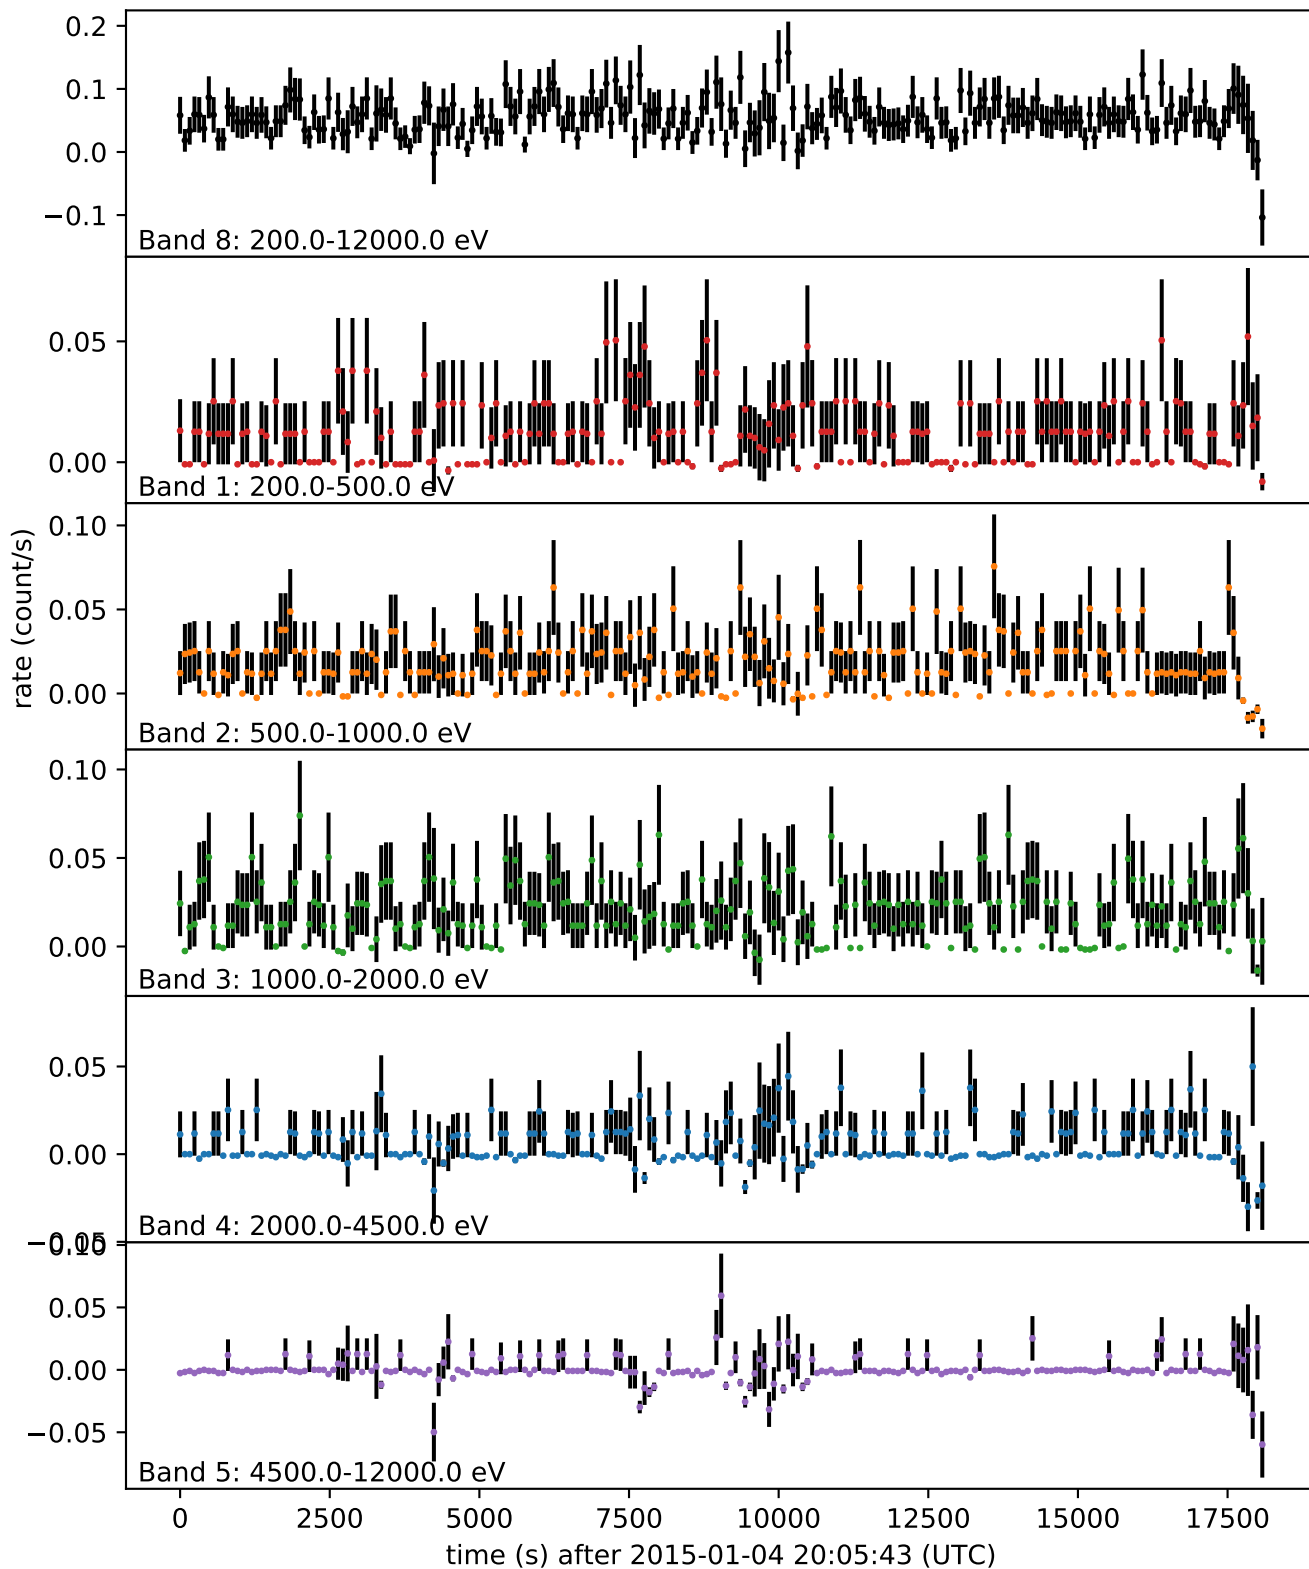 0.2
0.1
0.0
−0.1
Band 8: 200.0-12000.0 eV
0.05
0.00
Band 1: 200.0-500.0 eV
0.10
0.05
0.00
Band 2: 500.0-1000.0 eV
rate (count/s)
0.10
0.05
0.00
Band 3: 1000.0-2000.0 eV
0.05
0.00
−0.05
Band 4: 2000.0-4500.0 eV
0.10
0.05
0.00
−0.05
Band 5: 4500.0-12000.0 eV
0 2500 5000 7500 10000 12500 15000 17500
time (s) after 2015-01-04 20:05:43 (UTC)